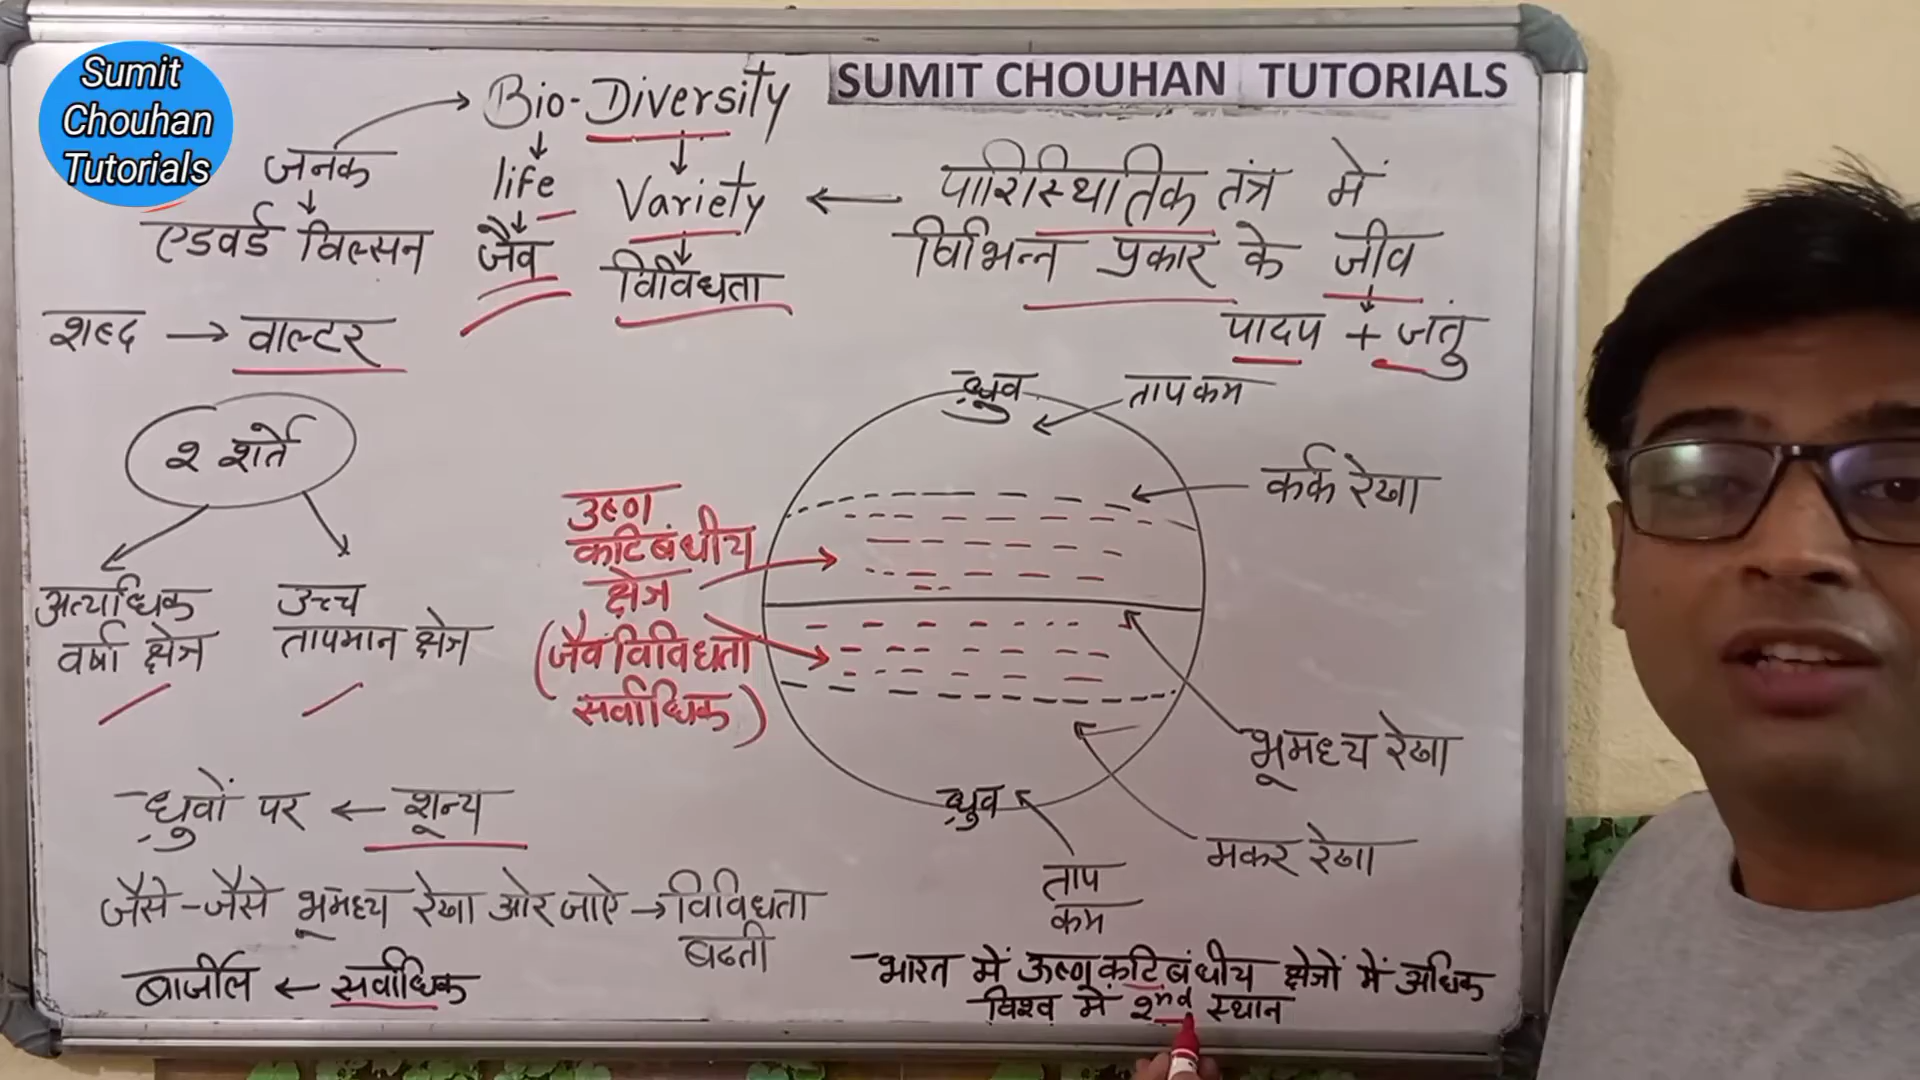 Sumit
Chouhan
Tutorials
SUMIT CHOUHAN TUTORIALS
Bio-Diversity
जनक
एडवर्ड विल्सन
life
जैव
Variety
विविधता
पारिस्थितिक तंत्र में
विभिन्न प्रकार के जीव
पादप + जंतु
शब्द → वाल्टर
2 शर्ते
अत्याधिक
वर्षा क्षेत्र
उच्च
तापमान क्षेत्र
उष्ण
कटिबंधीय
क्षेत्र
(जैव विविधता
सर्वाधिक)
ध्रुव
ताप कम
कर्क रेखा
भूमध्य रेखा
मकर रेखा
ध्रुव
ताप
कम
ध्रुवों पर ← शून्य
जैसे-जैसे भूमध्य रेखा ओर जाऐ → विविधता
बढती
बाजील ← सर्वाधिक
भारत में ऊष्ण कटिबंधीय क्षेत्रों में अधिक
विश्व में 2nd स्थान